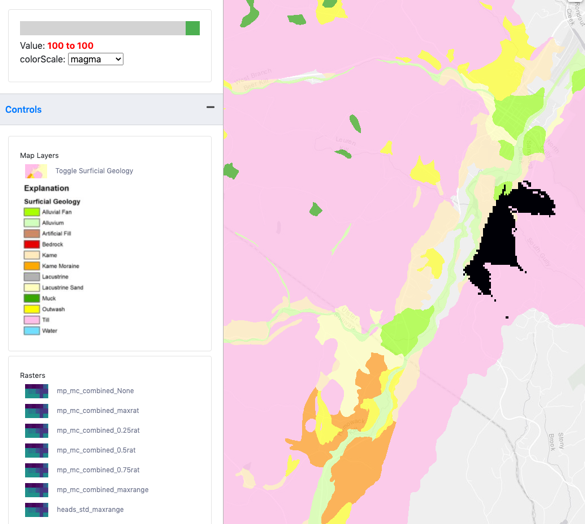 Value: 100 to 100
colorScale: magma
Controls
Map Layers
Toggle Surficial Geology
Explanation
Surficial Geology
Alluvial Fan
Alluvium
Artificial Fill
Bedrock
Kame
Kame Moraine
Lacustrine
Lacustrine Sand
Muck
Outwash
Till
Water
Rasters
mp_mc_combined_None
mp_mc_combined_maxrat
mp_mc_combined_0.25rat
mp_mc_combined_0.5rat
mp_mc_combined_0.75rat
mp_mc_combined_maxrange
heads_std_maxrange